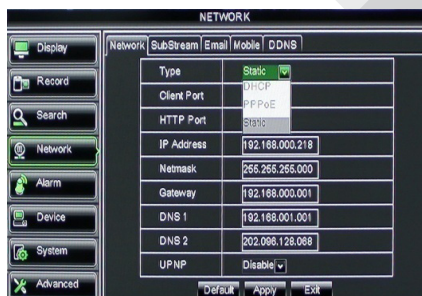 NETWORK
Display
Record
Search
Network
Alarm
Device
System
Advanced
Network SubStream Email Mobile DDNS
Type Static
DHCP
PPPoE
Static
Client Port
HTTP Port
IP Address 192.168.000.218
Netmask 255.255.255.000
Gateway 192.168.000.001
DNS 1 192.168.001.001
DNS 2 202.096.128.068
UPNP Disable
Default Apply Exit